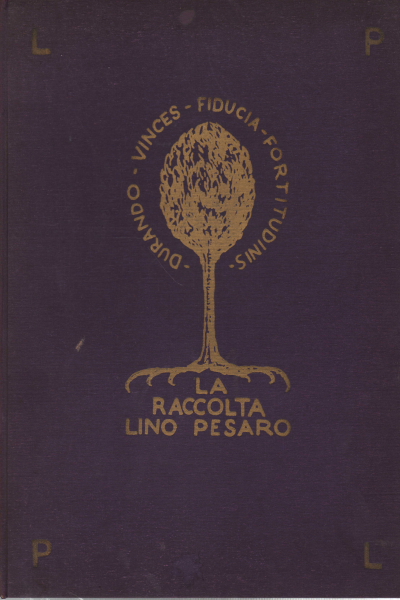 L P
-DURANDO-VINCES-FIDUCIA-FORTITUDINIS-
LA
RACCOLTA
LINO PESARO
P L